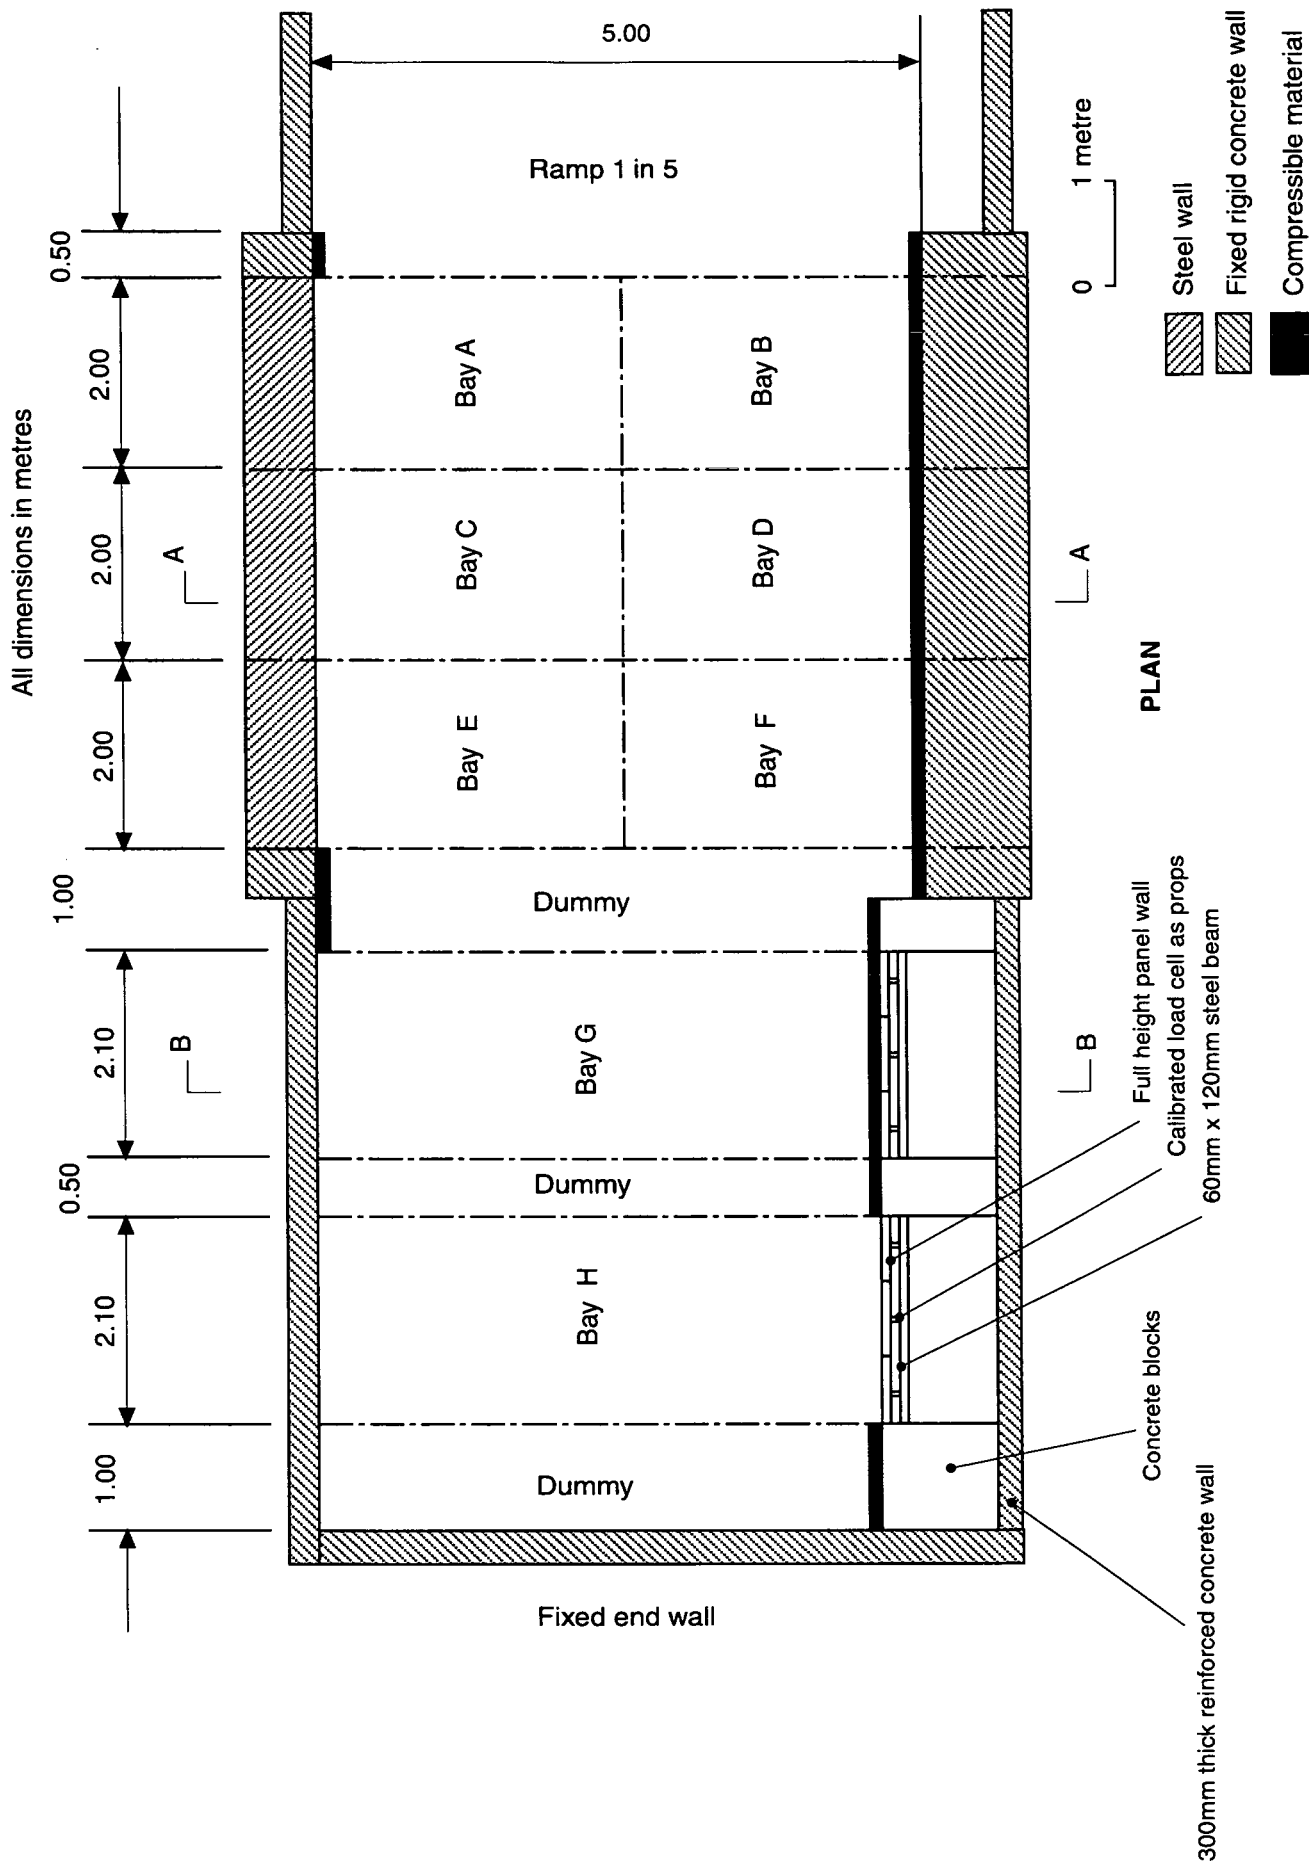 All dimensions in metres
0.50
2.00
2.00
2.00
1.00
2.10
0.50
2.10
1.00
A
B
5.00
Ramp 1 in 5
Bay A
Bay C
Bay E
Bay B
Bay D
Bay F
Dummy
Bay G
Dummy
Bay H
Dummy
Fixed end wall
A
B
0 1 metre
Steel wall
Fixed rigid concrete wall
Compressible material
PLAN
Full height panel wall
Calibrated load cell as props
60mm x 120mm steel beam
Concrete blocks
300mm thick reinforced concrete wall